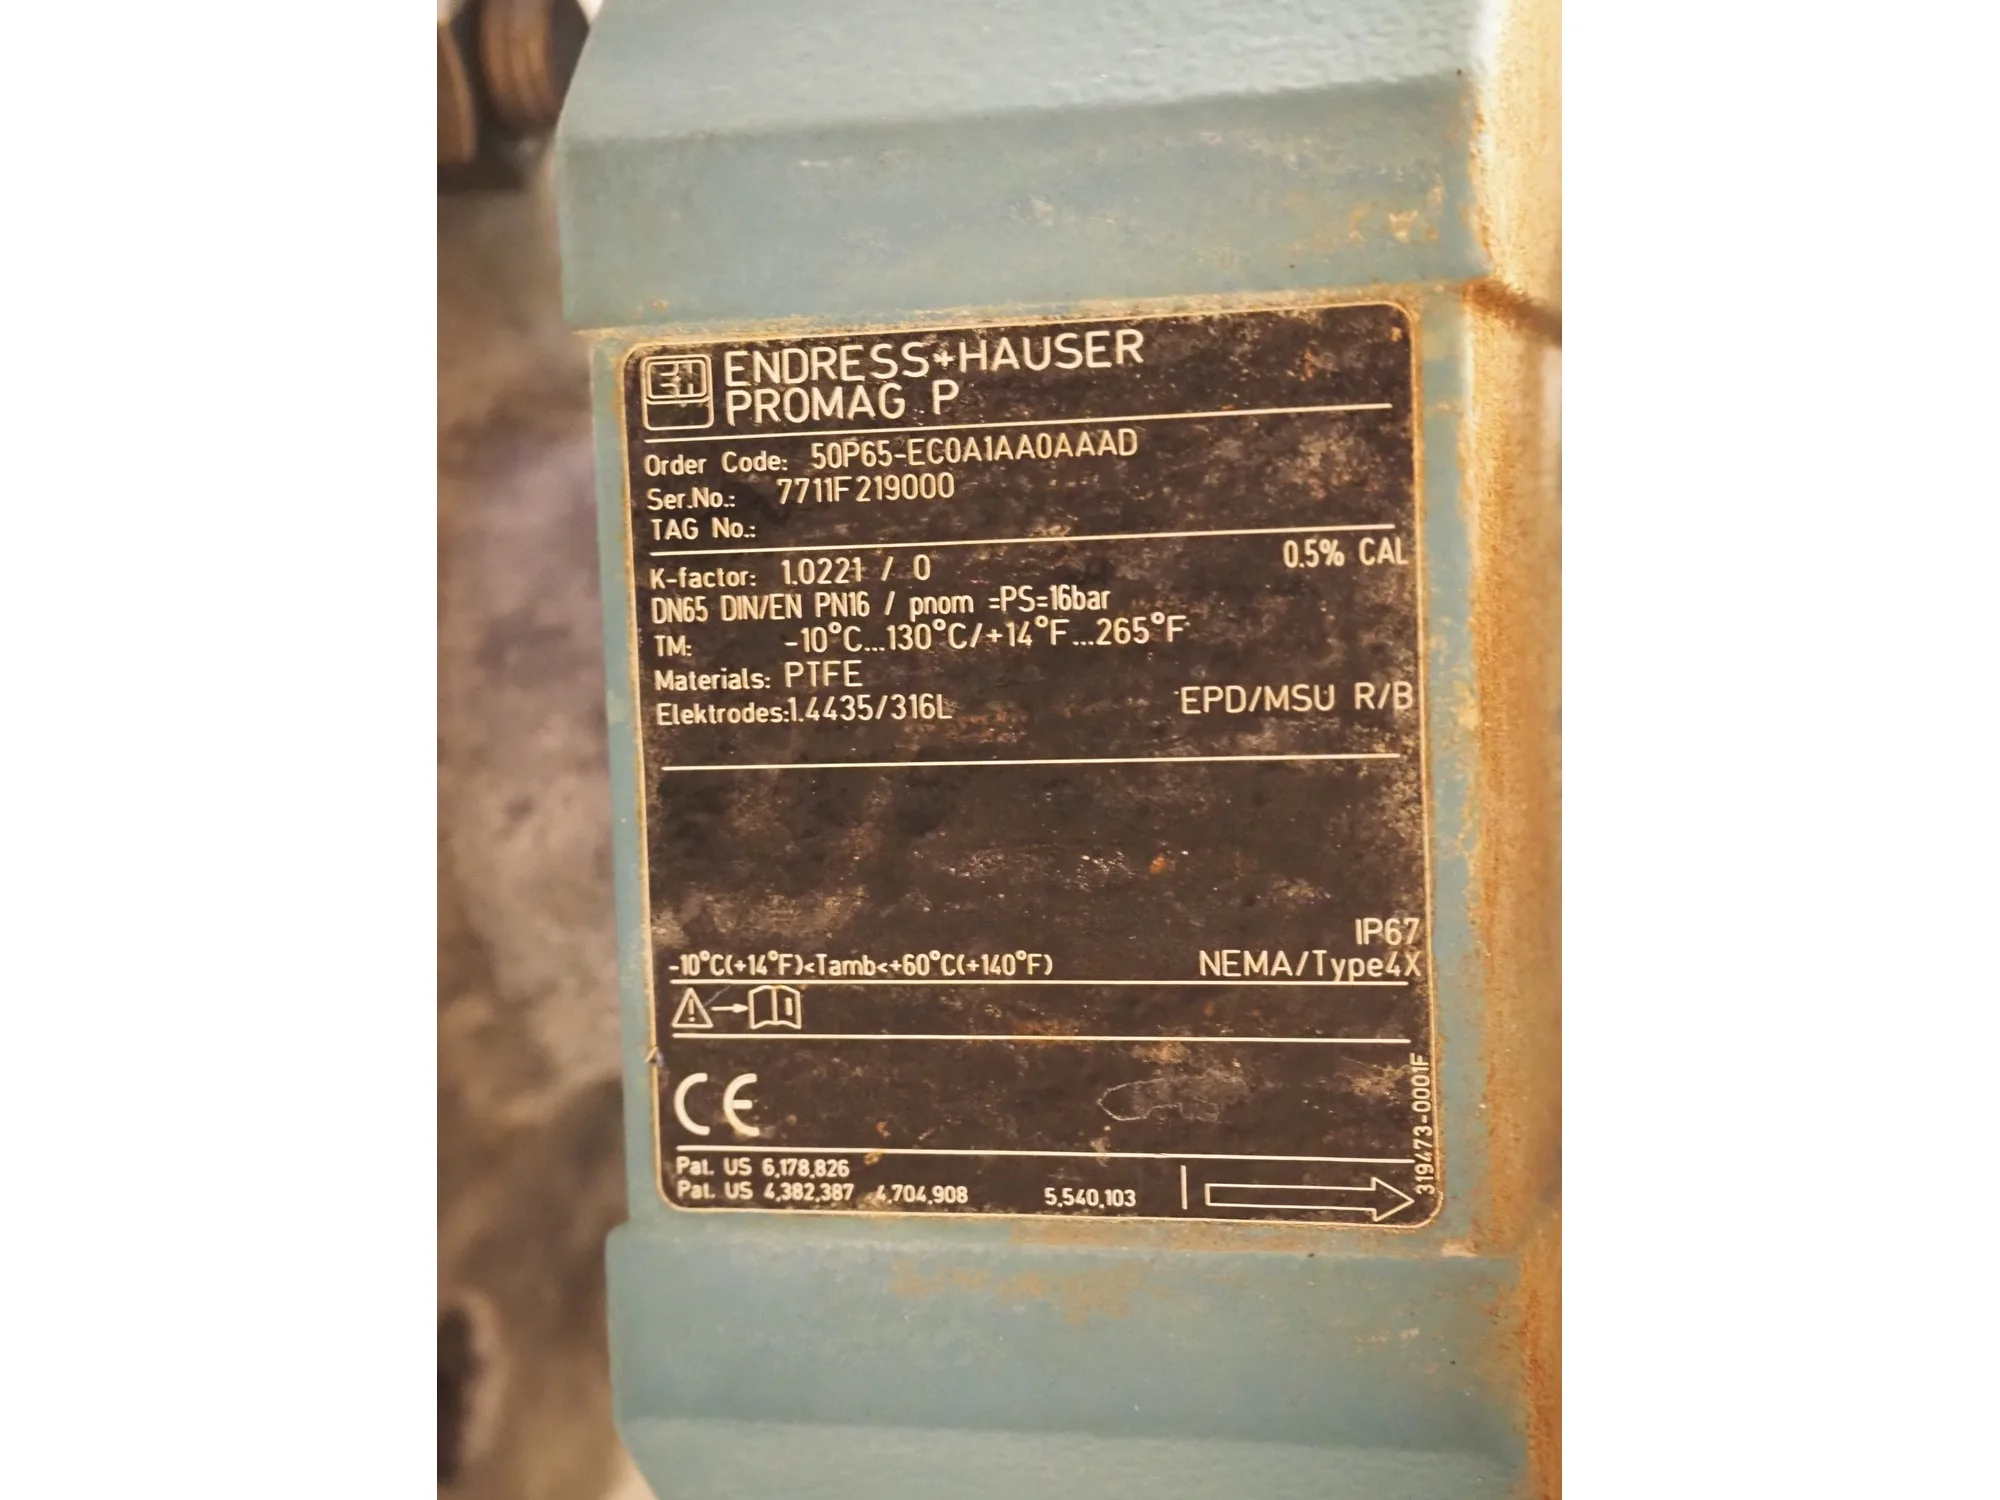 EH ENDRESS+HAUSER
PROMAG P
Order Code: 50P65-EC0A1AA0AAAD
Ser.No.: 7711F219000
TAG No.:
K-factor: 1.0221 / 0 0.5% CAL
DN65 DIN/EN PN16 / pnom =PS=16bar
TM: -10°C...130°C/+14°F...265°F
Materials: PTFE
Elektrodes:1.4435/316L EPD/MSU R/B
IP67
-10°C(+14°F)<Tamb<+60°C(+140°F) NEMA/Type4X
CE
Pat. US 6,178,826
Pat. US 4,382,387 4,704,908 5,540,103
319473-0001F